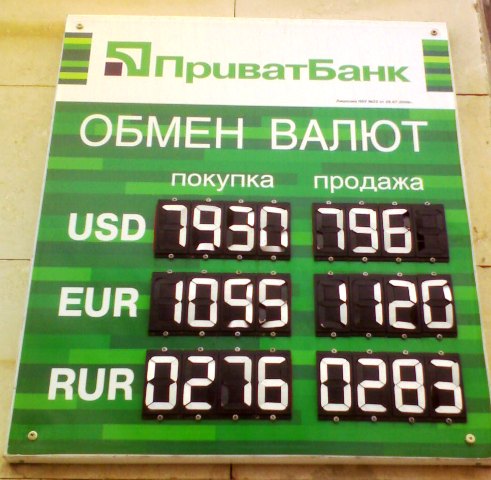 ПриватБанк
ОБМЕН ВАЛЮТ
покупка продажа
USD 7930 796
EUR 1095 1120
RUR 0276 0283